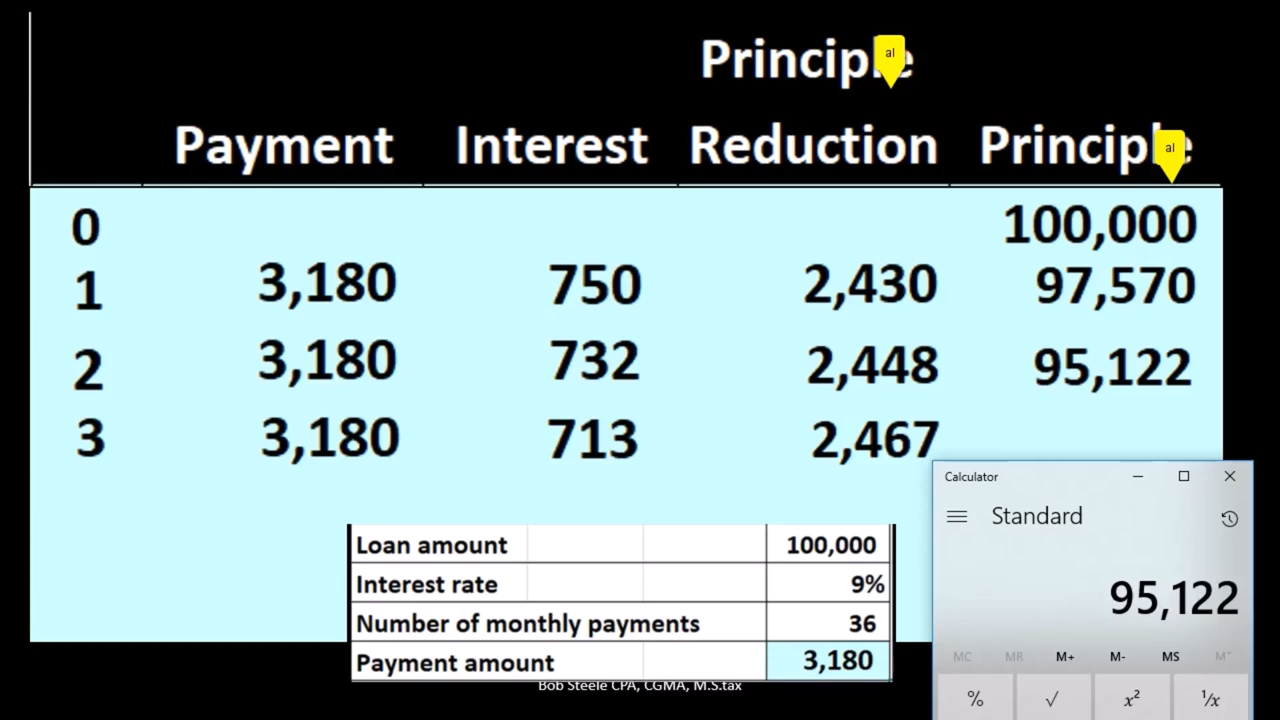 Principle
al
Payment Interest Reduction Principle
al
0 100,000
1 3,180 750 2,430 97,570
2 3,180 732 2,448 95,122
3 3,180 713 2,467
Loan amount 100,000
Interest rate 9%
Number of monthly payments 36
Payment amount 3,180
Bob Steele CPA, CGMA, M.S.tax
Calculator
Standard
95,122
MC MR M+ M- MS M˅
% √ x² ¹/x